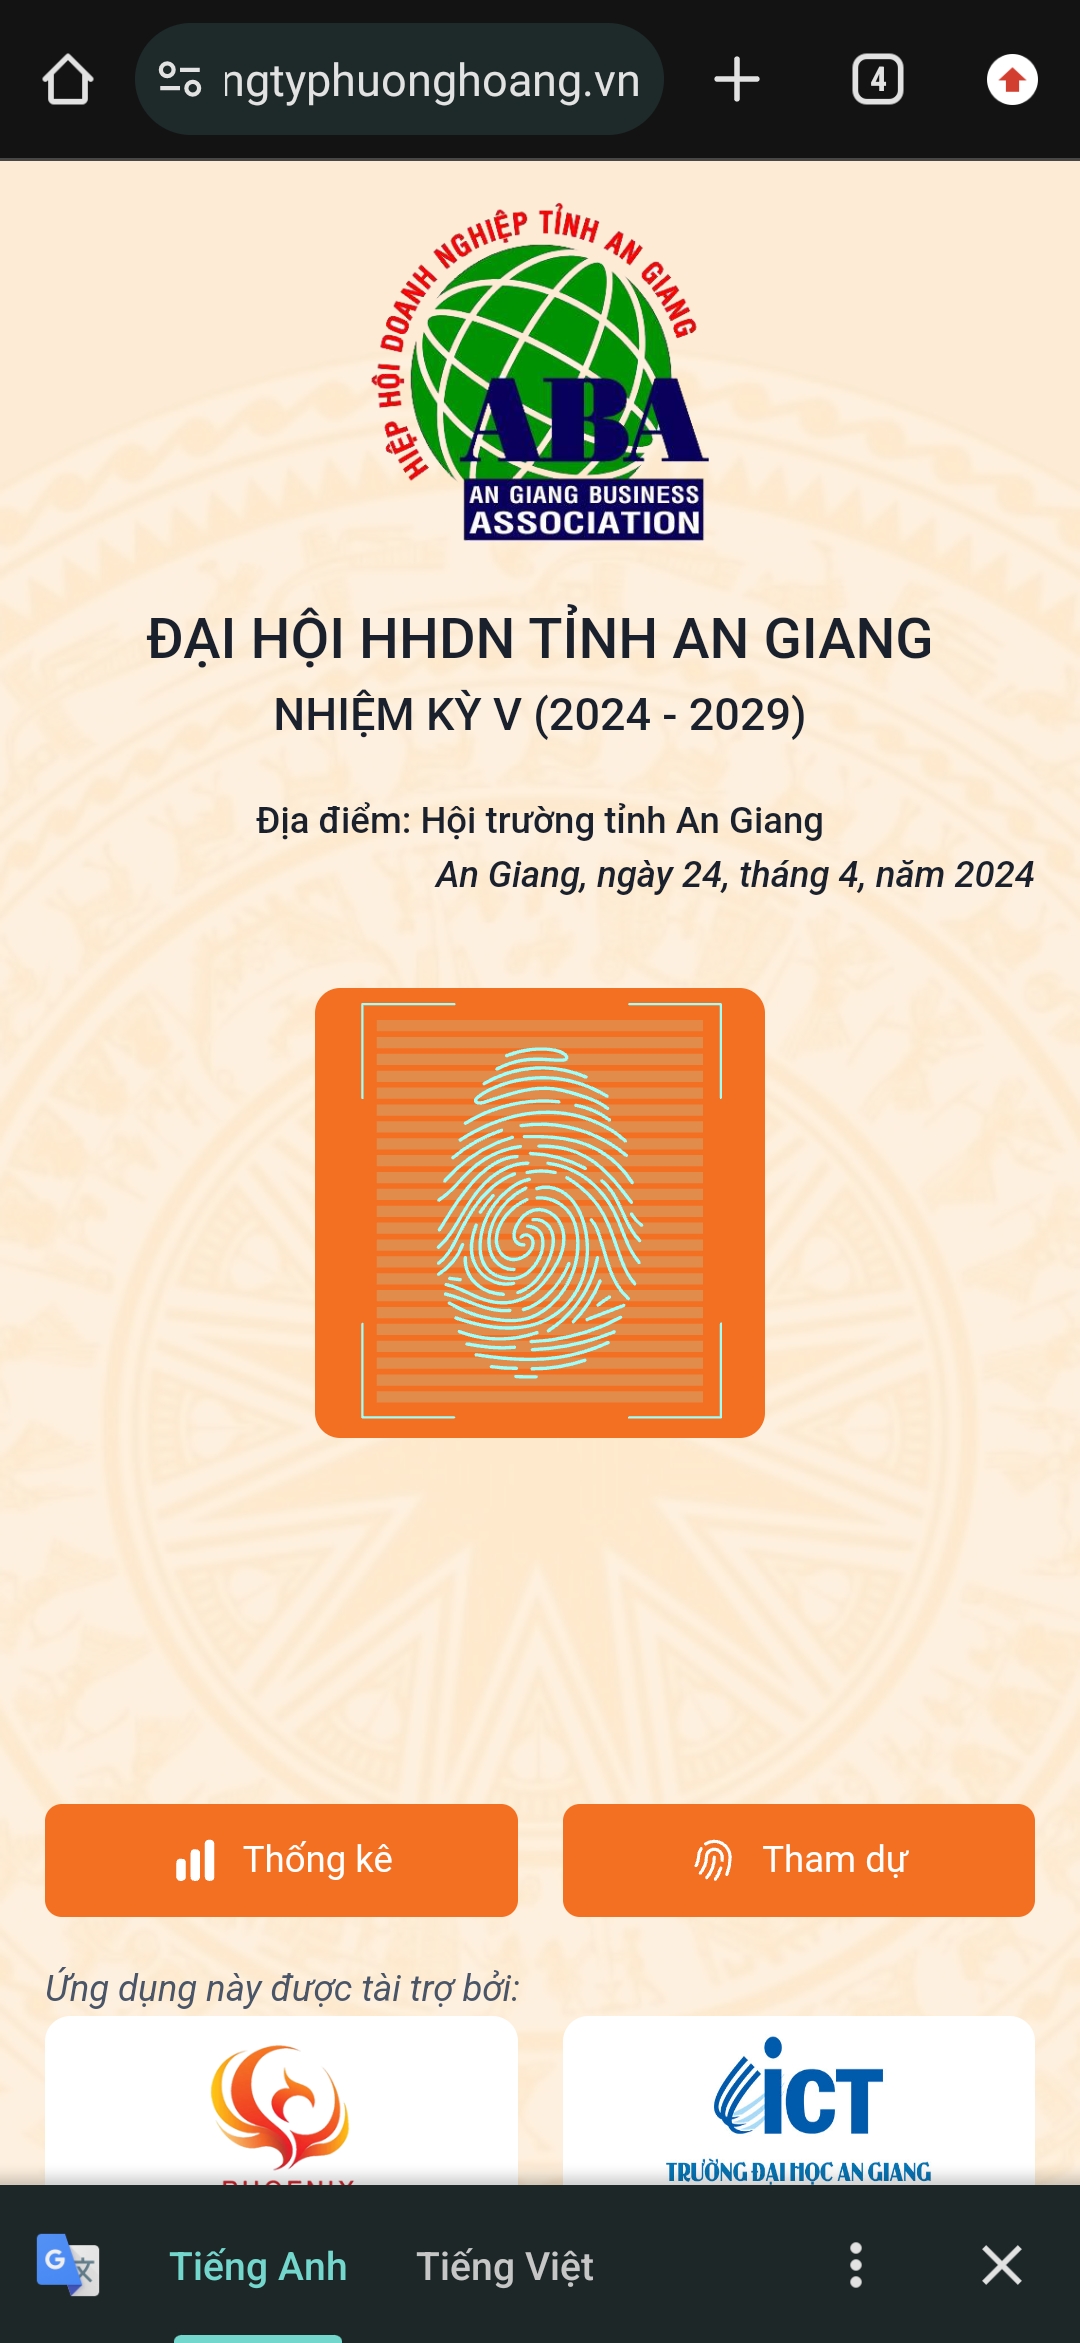 ngtyphuonghoang.vn
4
HIỆP HỘI DOANH NGHIỆP TỈNH AN GIANG
ABA
AN GIANG BUSINESS
ASSOCIATION
ĐẠI HỘI HHDN TỈNH AN GIANG
NHIỆM KỲ V (2024 - 2029)
Địa điểm: Hội trường tỉnh An Giang
An Giang, ngày 24, tháng 4, năm 2024
Thống kê
Tham dự
Ứng dụng này được tài trợ bởi:
iCT
TRƯỜNG ĐẠI HỌC AN GIANG
PHOENIX
G 文
Tiếng Anh
Tiếng Việt